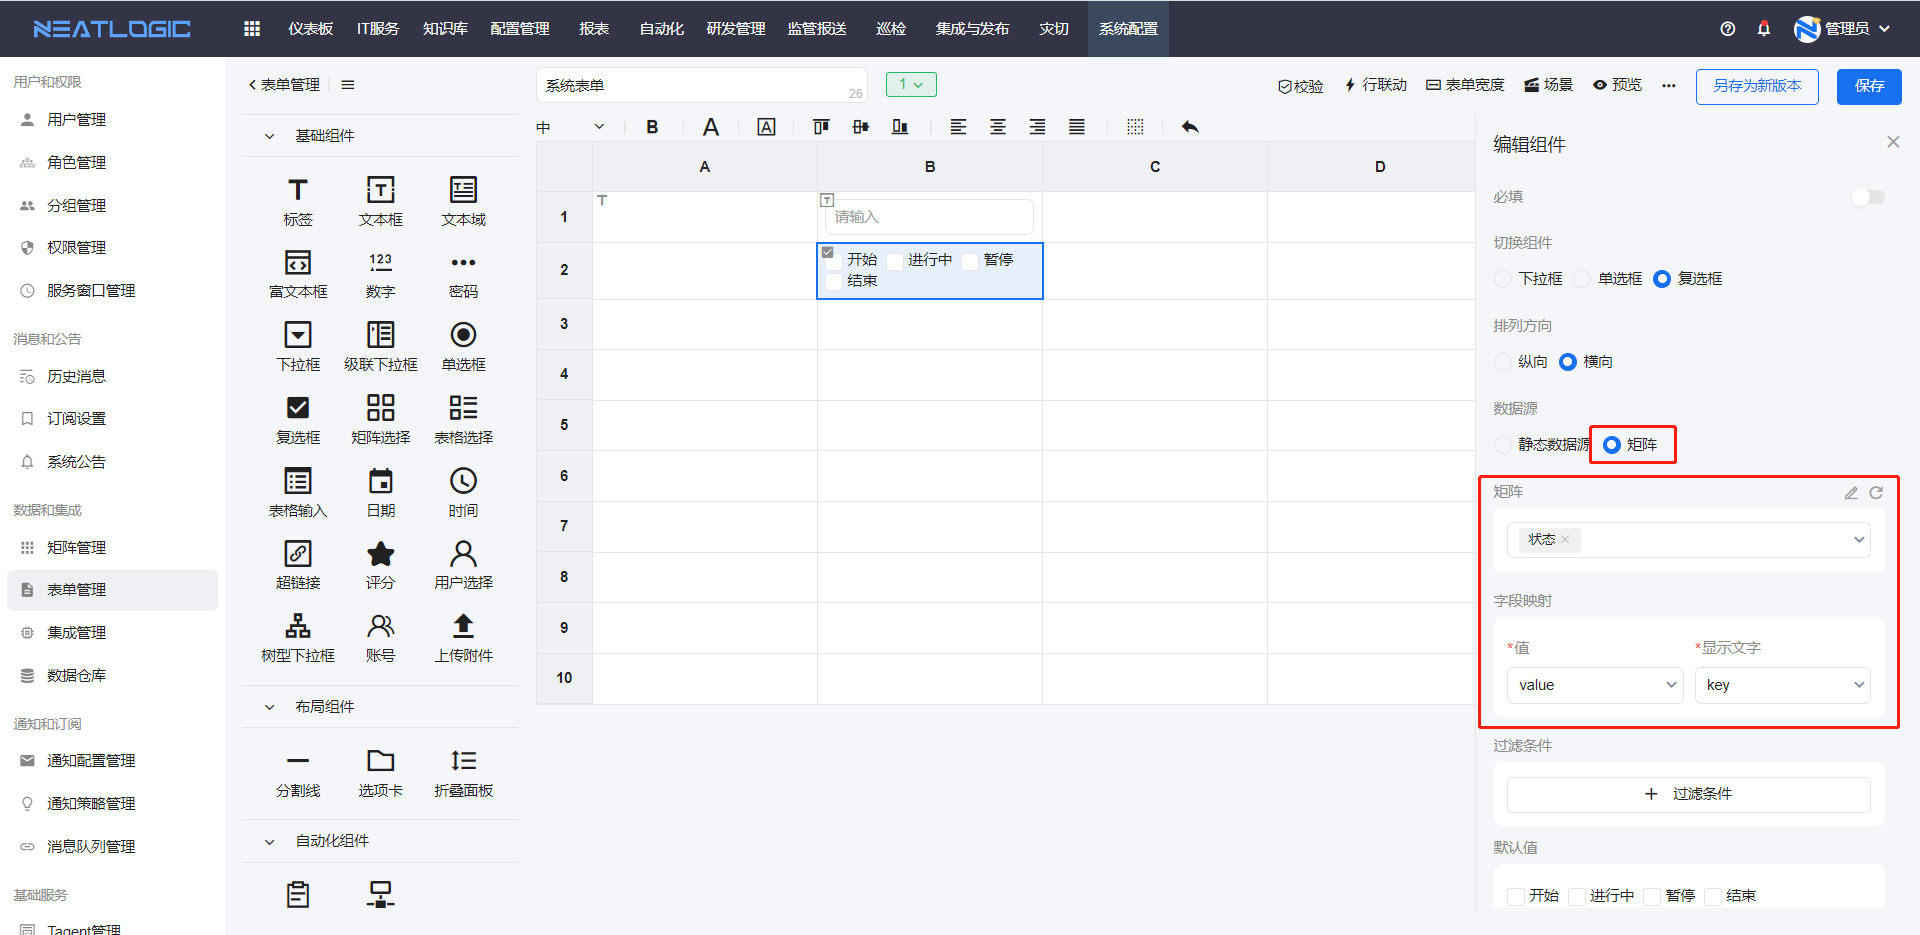 NEATLOGIC 仪表板 IT服务 知识库 配置管理 报表 自动化 研发管理 监管报送 巡检 集成与发布 灾切 系统配置 管理员
用户和权限
用户管理
角色管理
分组管理
权限管理
服务窗口管理
消息和公告
历史消息
订阅设置
系统公告
数据和集成
矩阵管理
表单管理
集成管理
数据仓库
通知和订阅
通知配置管理
通知策略管理
消息队列管理
基础服务
Tagent管理
表单管理
基础组件
标签 文本框 文本域
富文本框 数字 密码
下拉框 级联下拉框 单选框
复选框 矩阵选择 表格选择
表格输入 日期 时间
超链接 评分 用户选择
树型下拉框 账号 上传附件
布局组件
分割线 选项卡 折叠面板
自动化组件
系统表单 26 1 校验 行联动 表单宽度 场景 预览 ... 另存为新版本 保存
中 B A A
A B C D
1 请输入
2 开始 进行中 暂停
结束
3
4
5
6
7
8
9
10
编辑组件
必填
切换组件
下拉框 单选框 复选框
排列方向
纵向 横向
数据源
静态数据源 矩阵
矩阵
状态
字段映射
*值 *显示文字
value key
过滤条件
+ 过滤条件
默认值
开始 进行中 暂停 结束